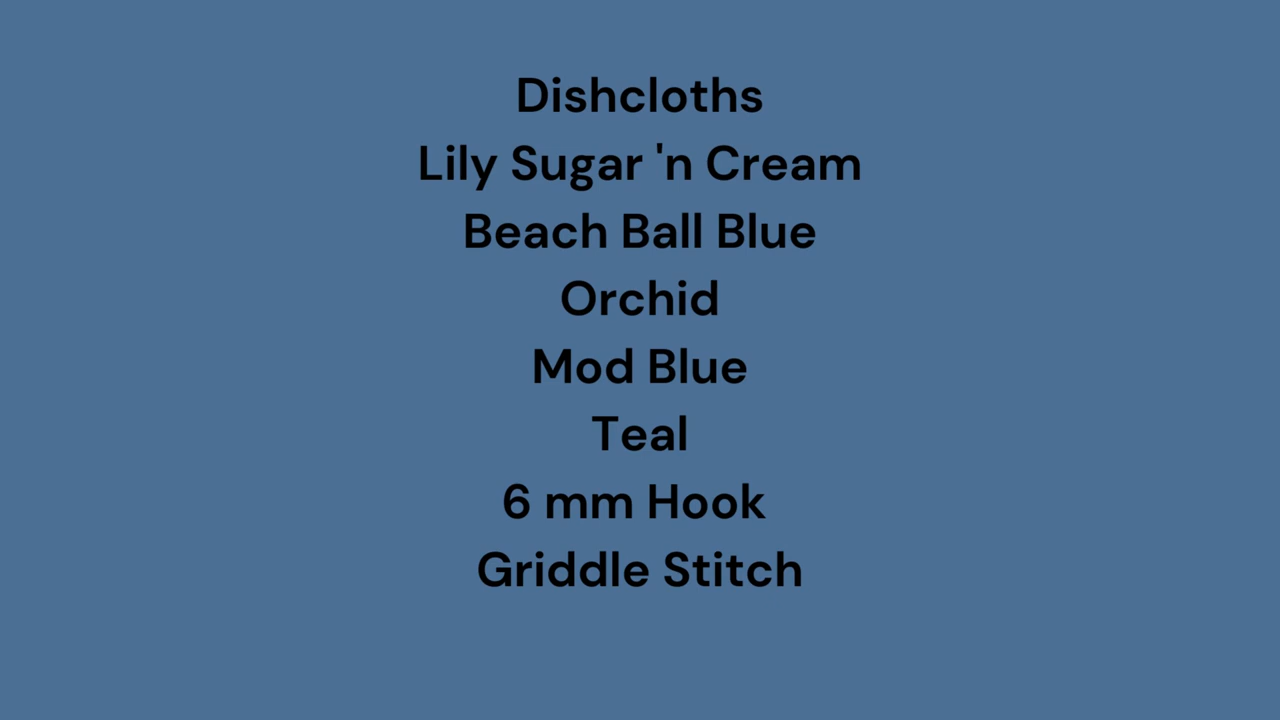 Dishcloths
Lily Sugar 'n Cream
Beach Ball Blue
Orchid
Mod Blue
Teal
6 mm Hook
Griddle Stitch